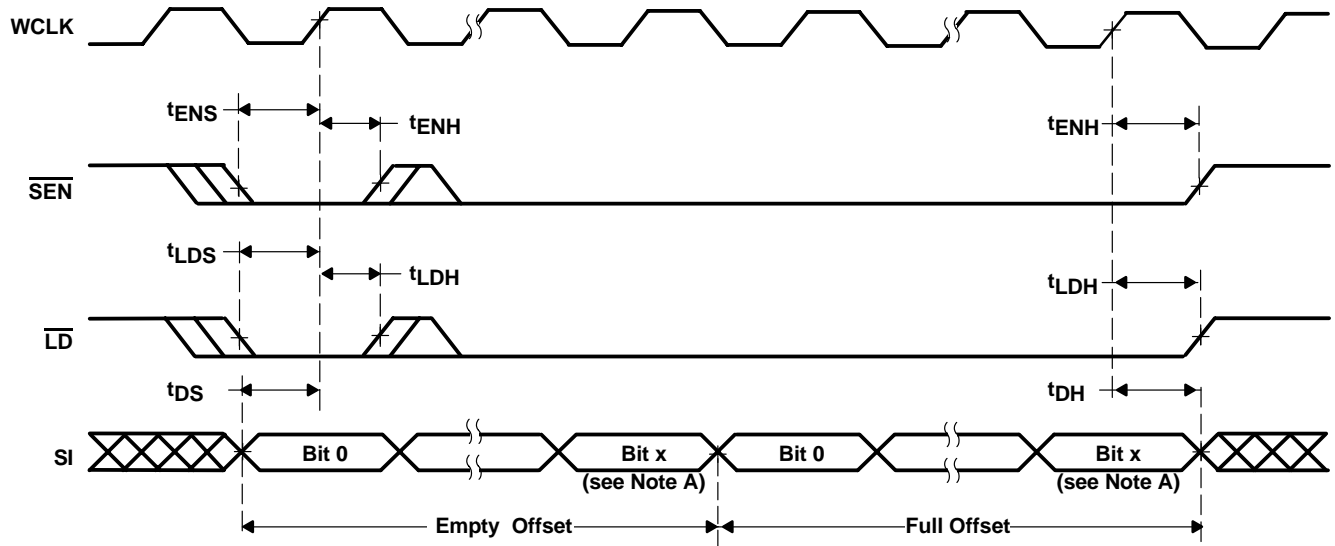 WCLK
tENS
tENH
tENH
SEN
tLDS
tLDH
tLDH
LD
tDS
tDH
SI
Bit 0
Bit x
(see Note A)
Bit 0
Bit x
(see Note A)
Empty Offset
Full Offset